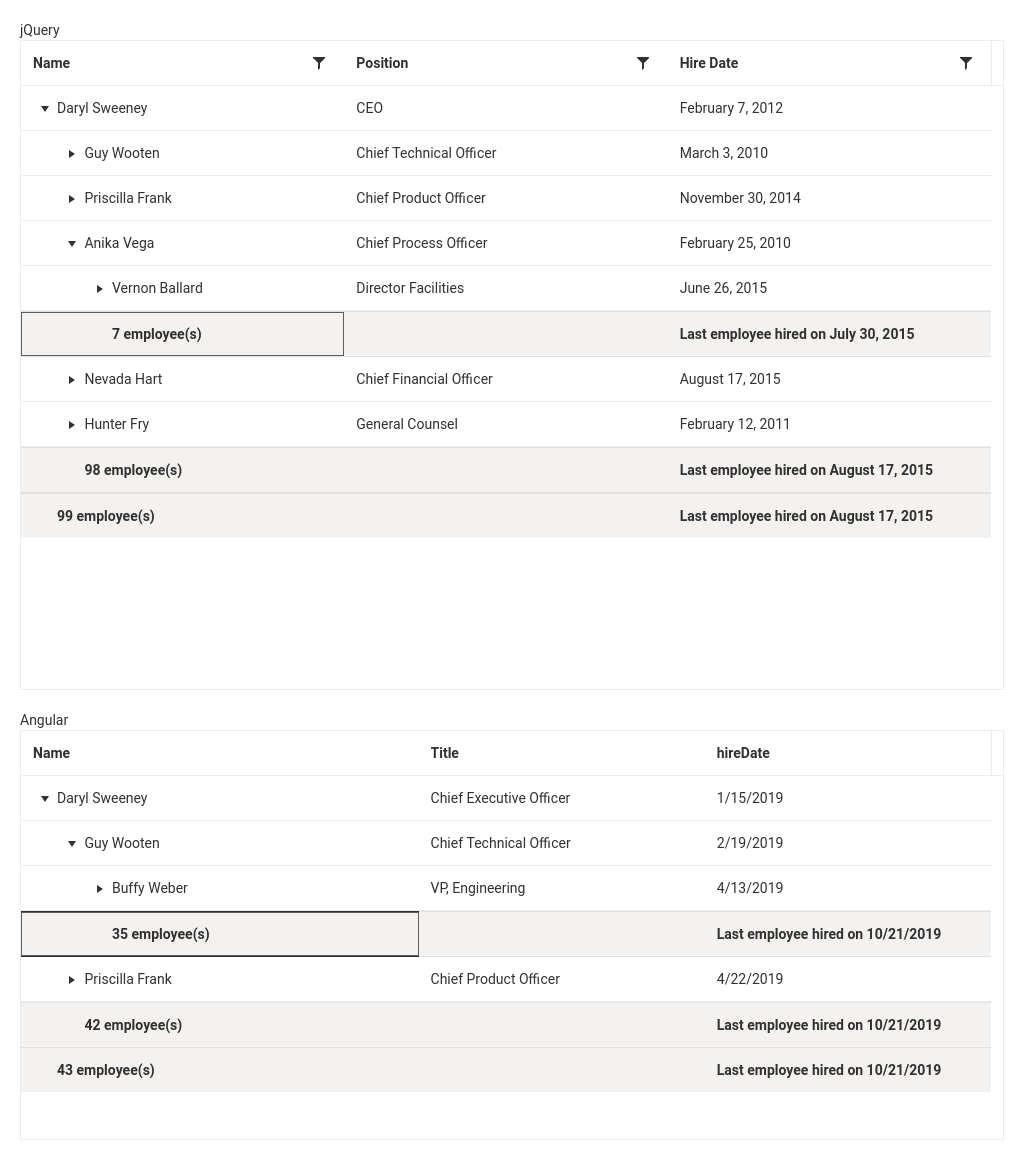 jQuery
Name Position Hire Date
Daryl Sweeney CEO February 7, 2012
Guy Wooten Chief Technical Officer March 3, 2010
Priscilla Frank Chief Product Officer November 30, 2014
Anika Vega Chief Process Officer February 25, 2010
Vernon Ballard Director Facilities June 26, 2015
7 employee(s) Last employee hired on July 30, 2015
Nevada Hart Chief Financial Officer August 17, 2015
Hunter Fry General Counsel February 12, 2011
98 employee(s) Last employee hired on August 17, 2015
99 employee(s) Last employee hired on August 17, 2015
Angular
Name Title hireDate
Daryl Sweeney Chief Executive Officer 1/15/2019
Guy Wooten Chief Technical Officer 2/19/2019
Buffy Weber VP, Engineering 4/13/2019
35 employee(s) Last employee hired on 10/21/2019
Priscilla Frank Chief Product Officer 4/22/2019
42 employee(s) Last employee hired on 10/21/2019
43 employee(s) Last employee hired on 10/21/2019